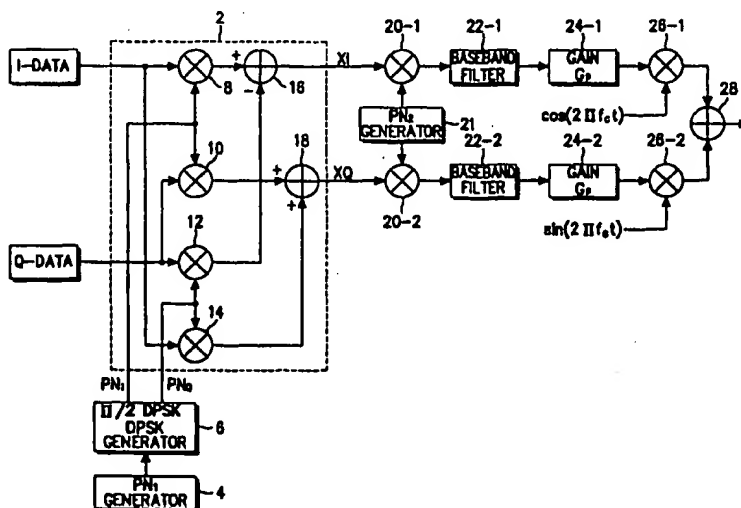 2
20-1
22-1
24-1
26-1
I-DATA
8
+
-
16
XI
BASEBAND
FILTER
GAIN
Gp
28
PN₂
GENERATOR
21
cos(2Πfct)
10
18
22-2
24-2
26-2
+
+
XQ
BASEBAND
FILTER
GAIN
Gp
12
20-2
sin(2Πfct)
Q-DATA
14
PNI
PNQ
Π/2 DPSK
DPSK
GENERATOR
6
PN₁
GENERATOR
4